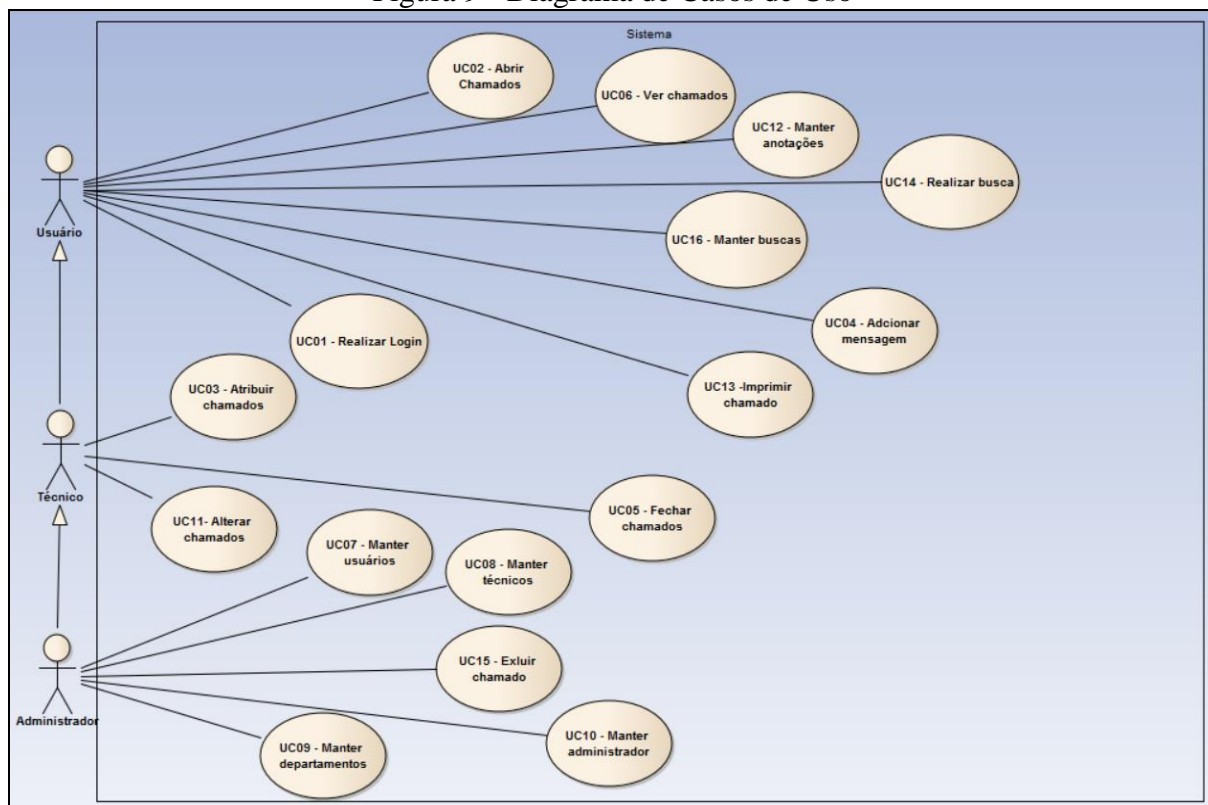 Figura 9 - Diagrama de Casos de Uso
Sistema
UC02 - Abrir
Chamados
UC06 - Ver chamados
UC12 - Manter
anotações
UC14 - Realizar busca
Usuário
UC16 - Manter buscas
UC04 - Adcionar
mensagem
UC01 - Realizar Login
UC13 -Imprimir
chamado
UC03 - Atribuir
chamados
Técnico
UC11- Alterar
chamados
UC05 - Fechar
chamados
UC07 - Manter
usuários
UC08 - Manter
técnicos
UC15 - Exluir
chamado
Administrador
UC09 - Manter
departamentos
UC10 - Manter
administrador